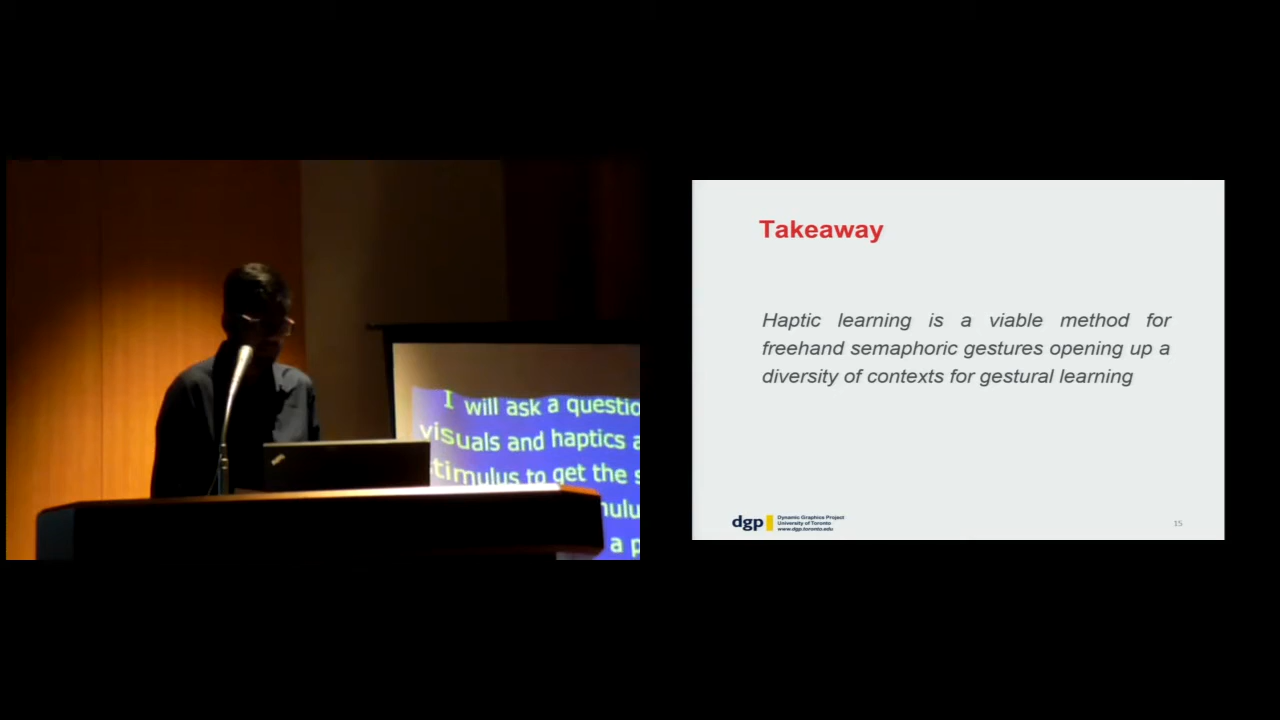 I will ask a questio
visuals and haptics a
stimulus to get the s
mulu
a p
Takeaway
Haptic learning is a viable method for
freehand semaphoric gestures opening up a
diversity of contexts for gestural learning
dgp
Dynamic Graphics Project
University of Toronto
www.dgp.toronto.edu
15